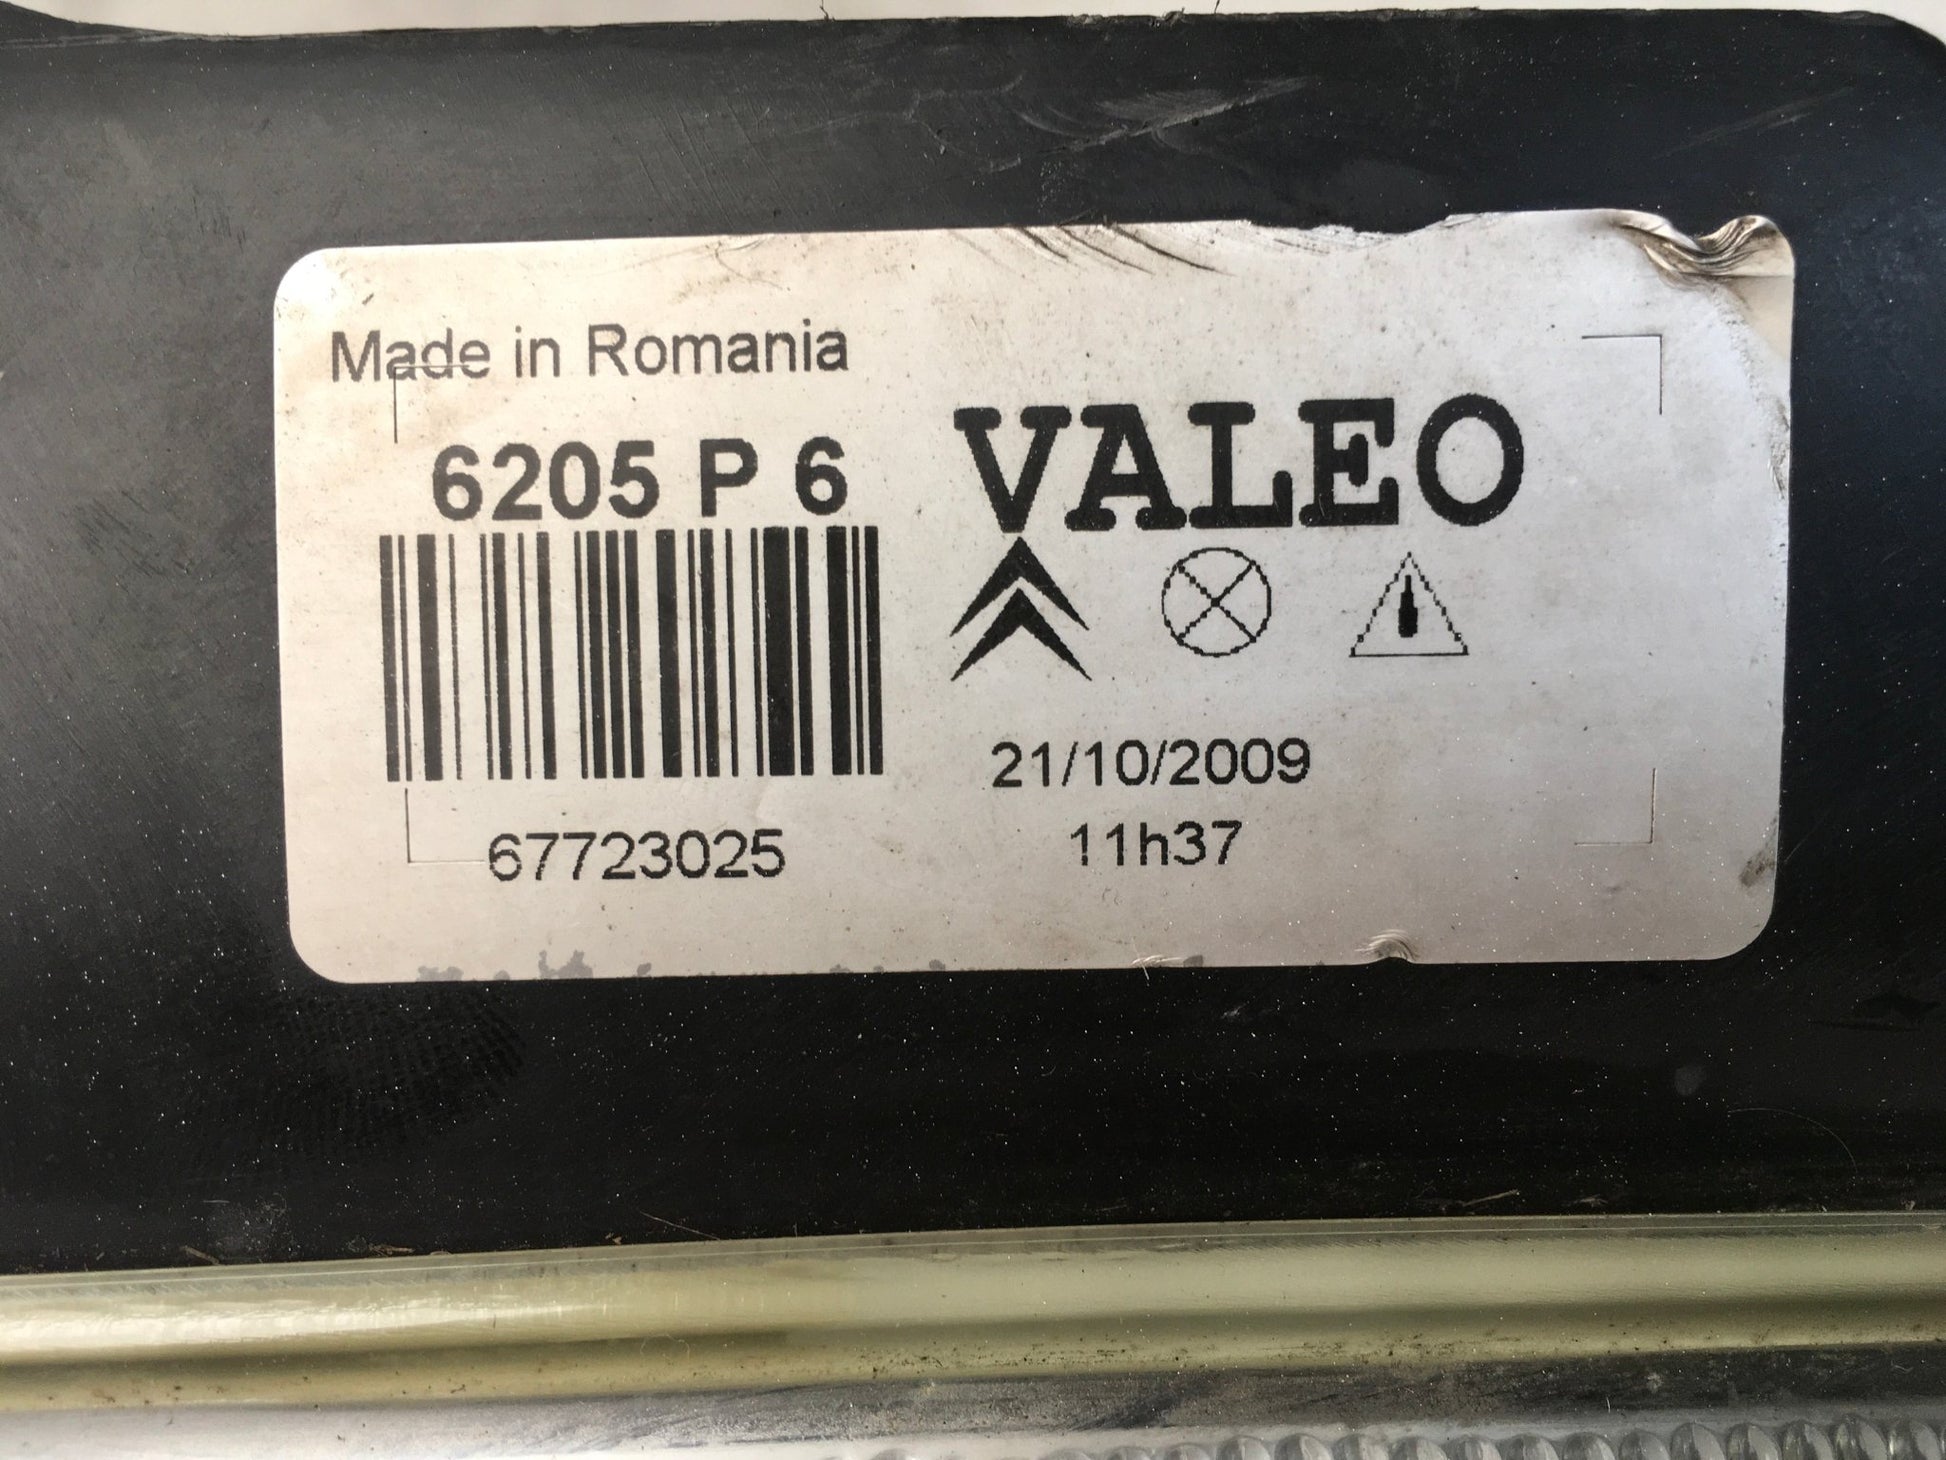 Made in Romania
6205 P 6
VALEO
21/10/2009
67723025
11h37